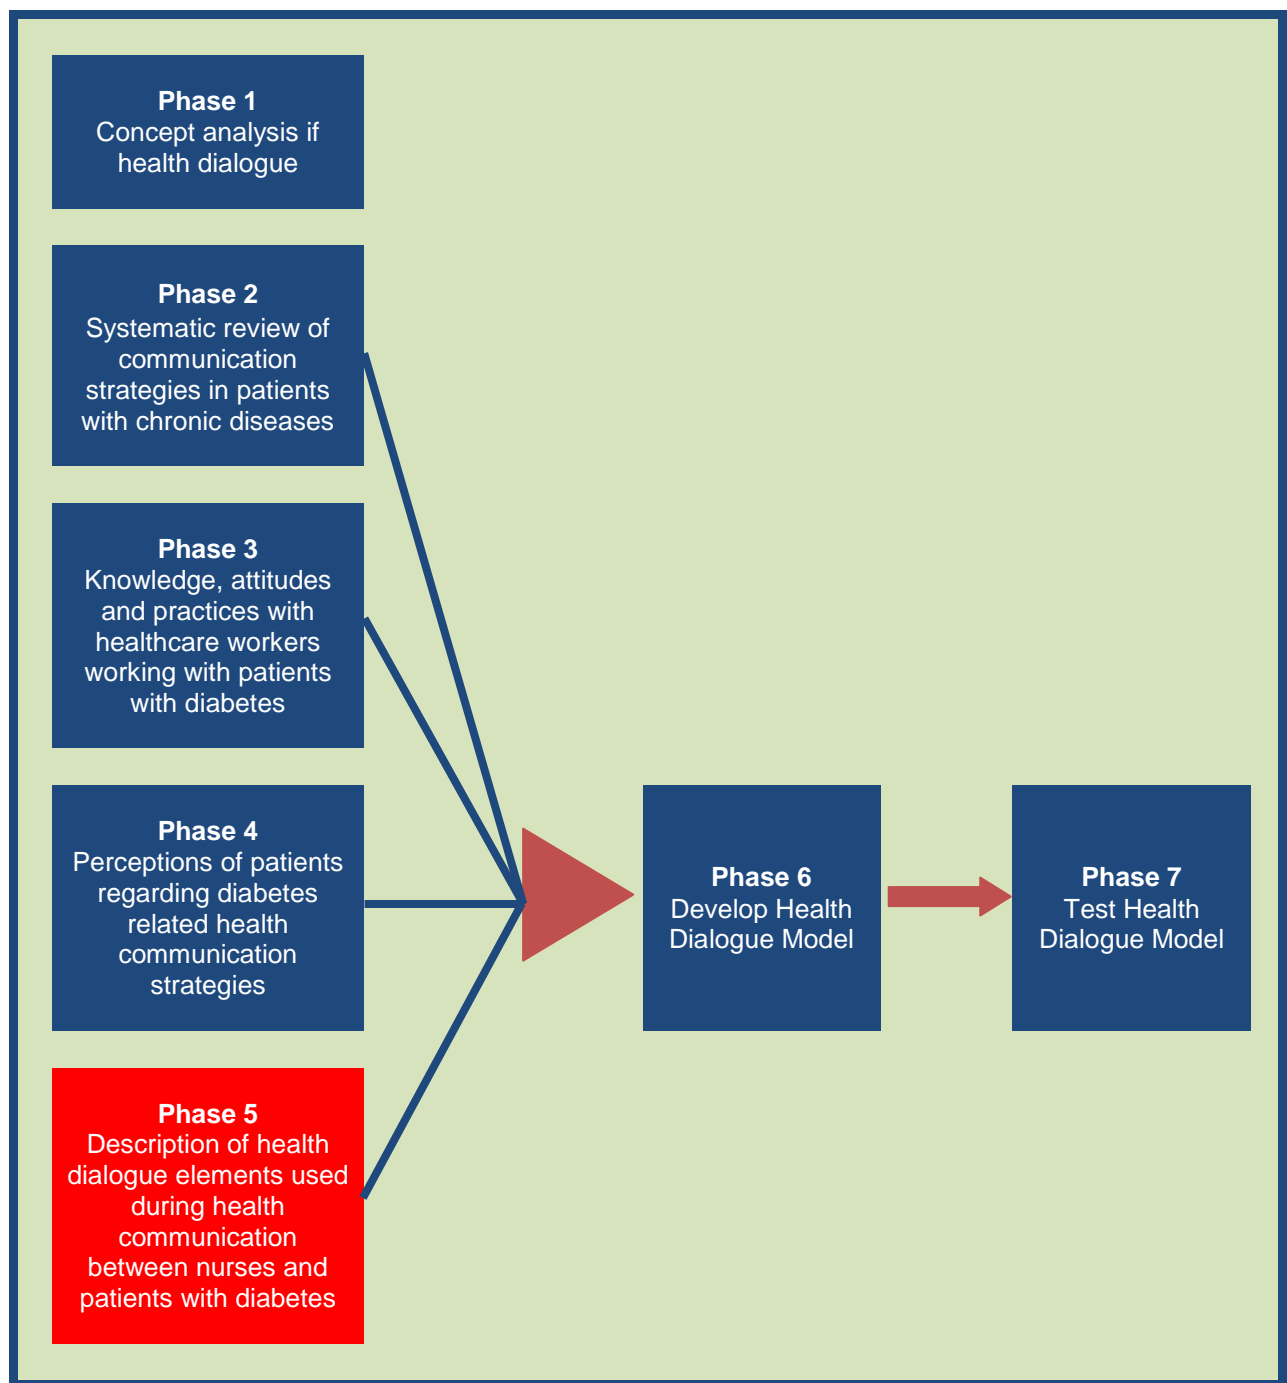 Phase 1
Concept analysis if
health dialogue
Phase 2
Systematic review of
communication
strategies in patients
with chronic diseases
Phase 3
Knowledge, attitudes
and practices with
healthcare workers
working with patients
with diabetes
Phase 4
Perceptions of patients
regarding diabetes
related health
communication
strategies
Phase 5
Description of health
dialogue elements used
during health
communication
between nurses and
patients with diabetes
Phase 6
Develop Health
Dialogue Model
Phase 7
Test Health
Dialogue Model